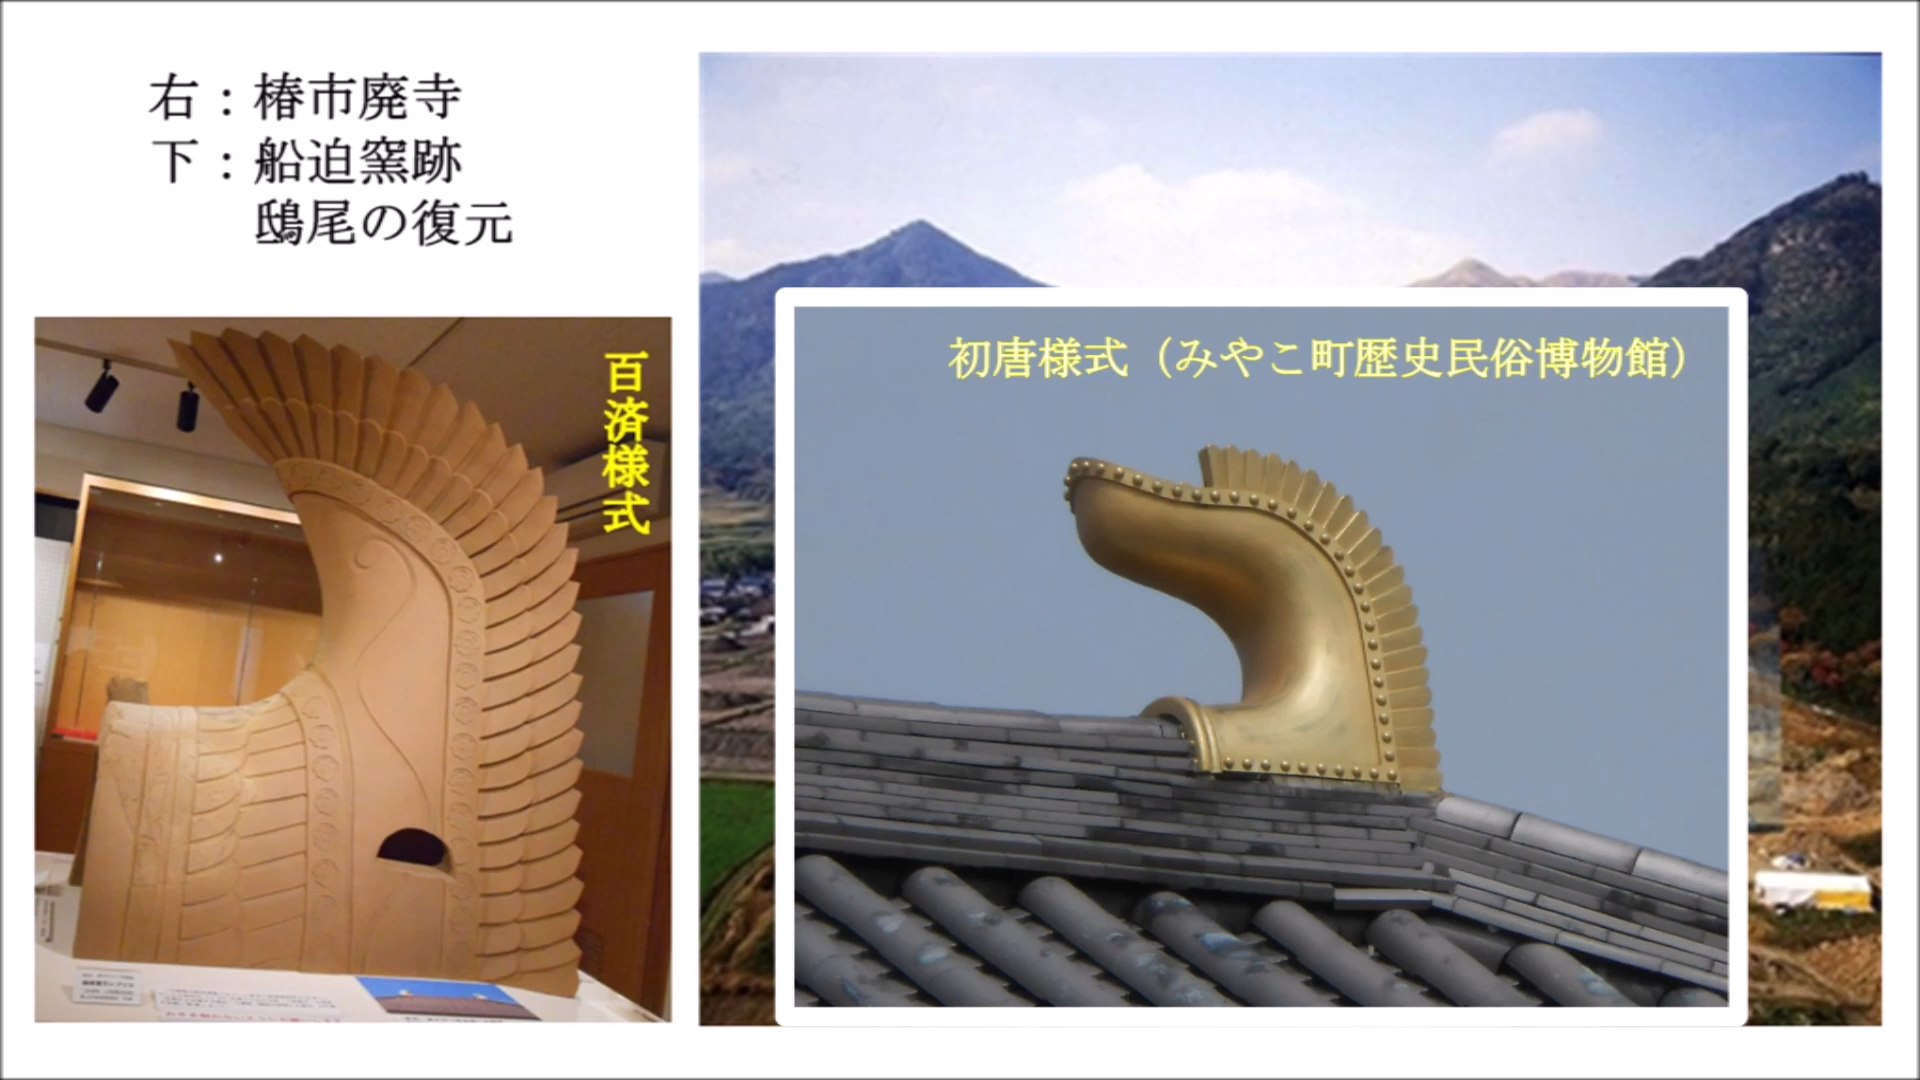 右：椿市廃寺
下：船迫窯跡
鴟尾の復元
百済様式
初唐様式（みやこ町歴史民俗博物館）